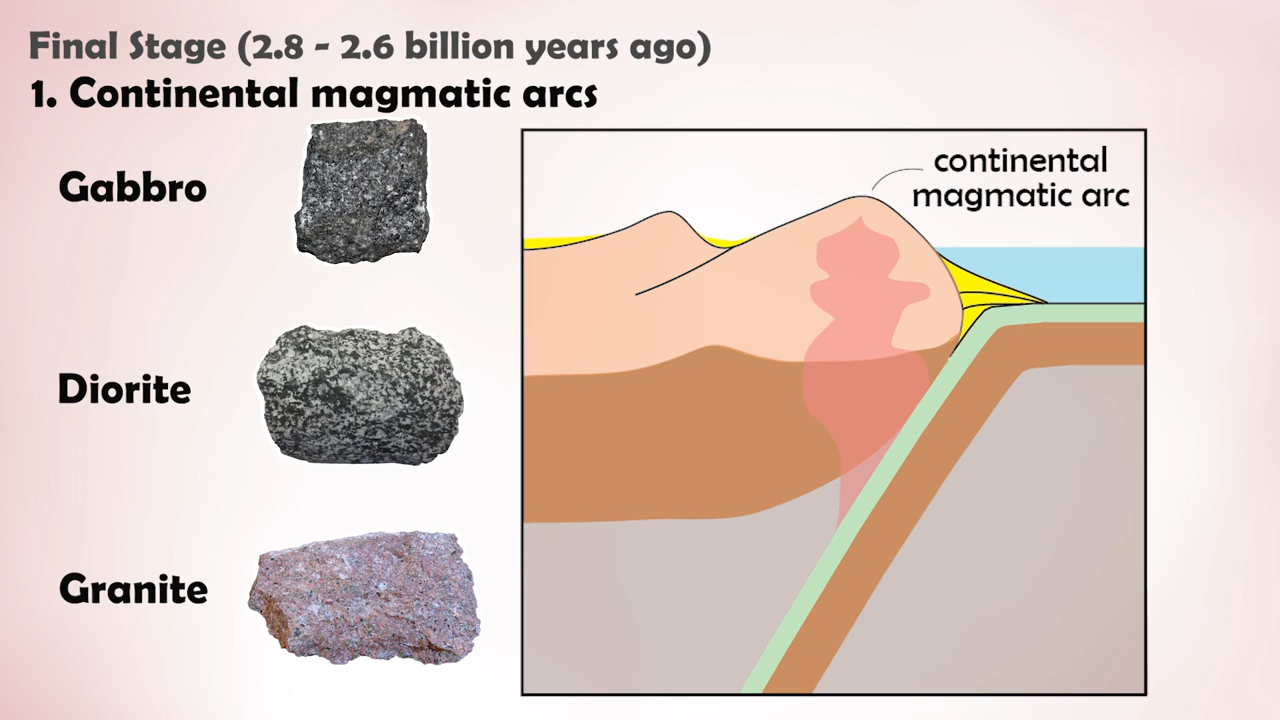 Final Stage (2.8 - 2.6 billion years ago)
1. Continental magmatic arcs
Gabbro
Diorite
Granite
continental
magmatic arc